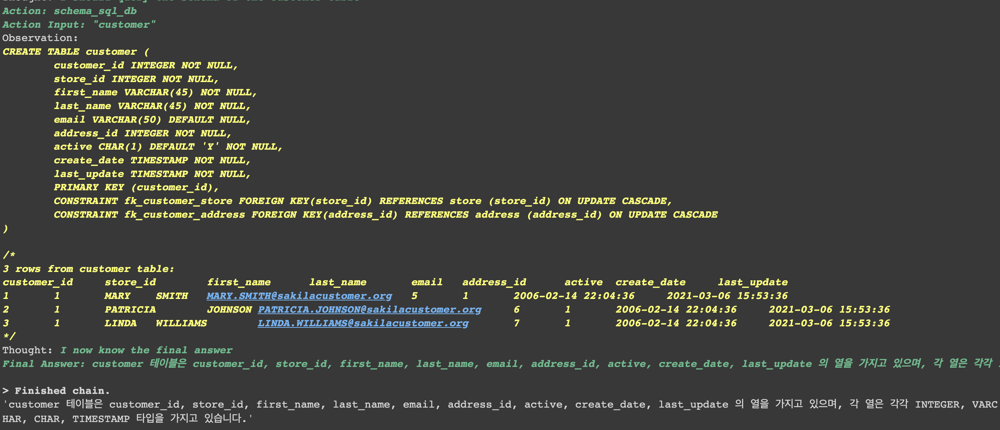 Thought: I should query the schema of the customer table
Action: schema_sql_db
Action Input: "customer"
Observation:
CREATE TABLE customer (
customer_id INTEGER NOT NULL,
store_id INTEGER NOT NULL,
first_name VARCHAR(45) NOT NULL,
last_name VARCHAR(45) NOT NULL,
email VARCHAR(50) DEFAULT NULL,
address_id INTEGER NOT NULL,
active CHAR(1) DEFAULT 'Y' NOT NULL,
create_date TIMESTAMP NOT NULL,
last_update TIMESTAMP NOT NULL,
PRIMARY KEY (customer_id),
CONSTRAINT fk_customer_store FOREIGN KEY(store_id) REFERENCES store (store_id) ON UPDATE CASCADE,
CONSTRAINT fk_customer_address FOREIGN KEY(address_id) REFERENCES address (address_id) ON UPDATE CASCADE
)
/*
3 rows from customer table:
customer_id store_id first_name last_name email address_id active create_date last_update
1 1 MARY SMITH MARY.SMITH@sakilacustomer.org 5 1 2006-02-14 22:04:36 2021-03-06 15:53:36
2 1 PATRICIA JOHNSON PATRICIA.JOHNSON@sakilacustomer.org 6 1 2006-02-14 22:04:36 2021-03-06 15:53:36
3 1 LINDA WILLIAMS LINDA.WILLIAMS@sakilacustomer.org 7 1 2006-02-14 22:04:36 2021-03-06 15:53:36
*/
Thought: I now know the final answer
Final Answer: customer 테이블은 customer_id, store_id, first_name, last_name, email, address_id, active, create_date, last_update 의 열을 가지고 있으며, 각 열은 각각
> Finished chain.
'customer 테이블은 customer_id, store_id, first_name, last_name, email, address_id, active, create_date, last_update 의 열을 가지고 있으며, 각 열은 각각 INTEGER, VARC
HAR, CHAR, TIMESTAMP 타입을 가지고 있습니다.'